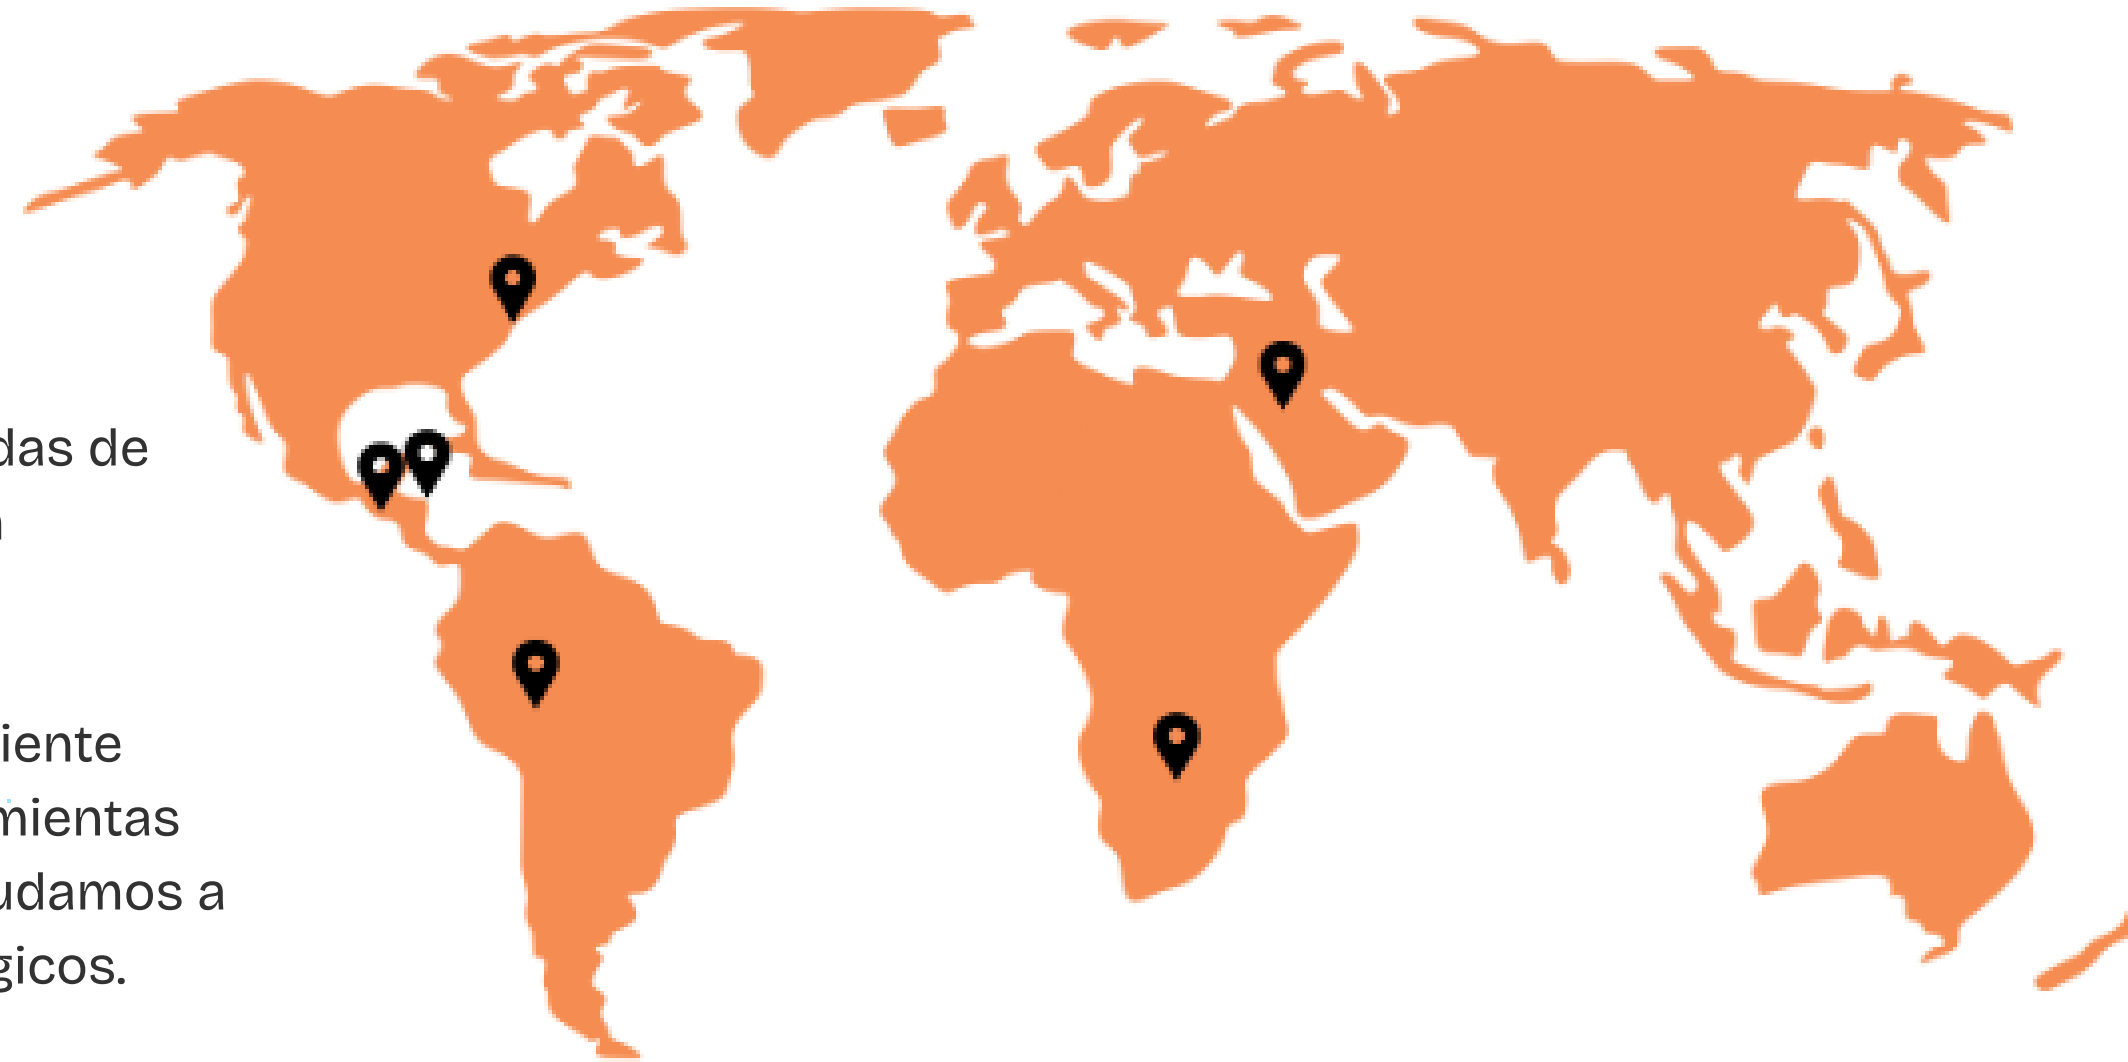 das de
iente
mientas
udamos a
gicos.